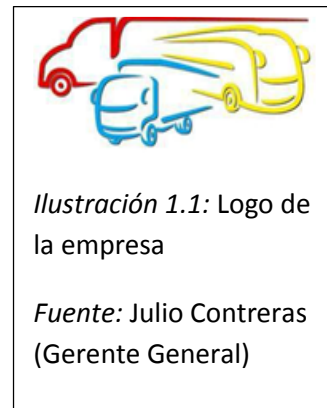 Ilustración 1.1: Logo de
la empresa
Fuente: Julio Contreras
(Gerente General)